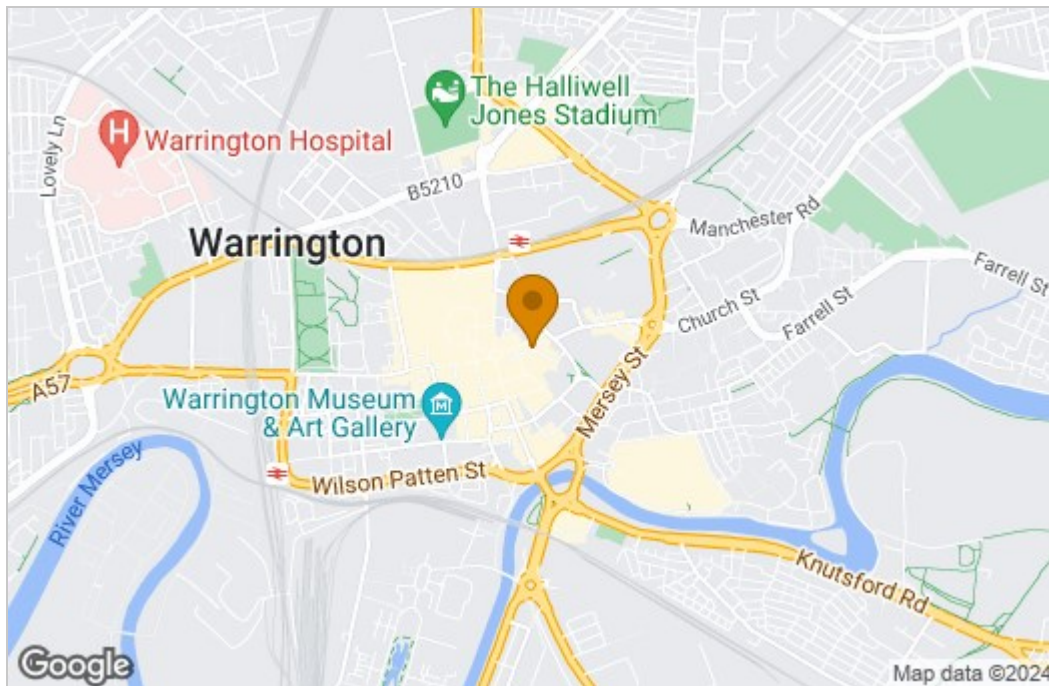 The Halliwell
Jones Stadium
H
Warrington Hospital
Lovely Ln
B5210
Manchester Rd
Warrington
Farrell St
Church St
Farrell St
Mersey St
A57
Warrington Museum
& Art Gallery
M
River Mersey
Wilson Patten St
Knutsford Rd
Google
Map data ©2024